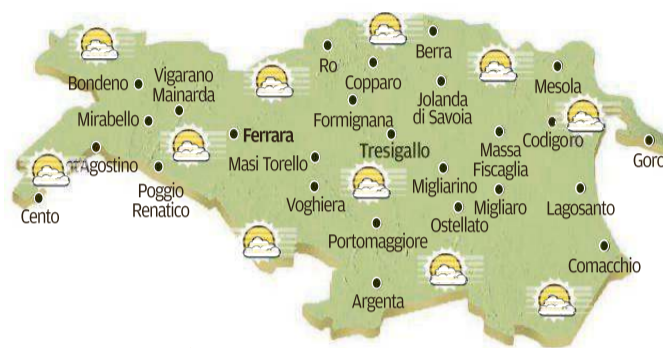 Bondeno
Vigarano
Mainarda
Mirabello
Agostino
Cento
Poggio
Renatico
Ferrara
Masi Torello
Voghiera
Ro
Copparo
Formignana
Berra
Jolanda
di Savoia
Tresigallo
Migliarino
Portomaggiore
Argenta
Ostellato
Massa
Fiscaglia
Migliaro
Mesola
Codigoro
Goro
Lagosanto
Comacchio